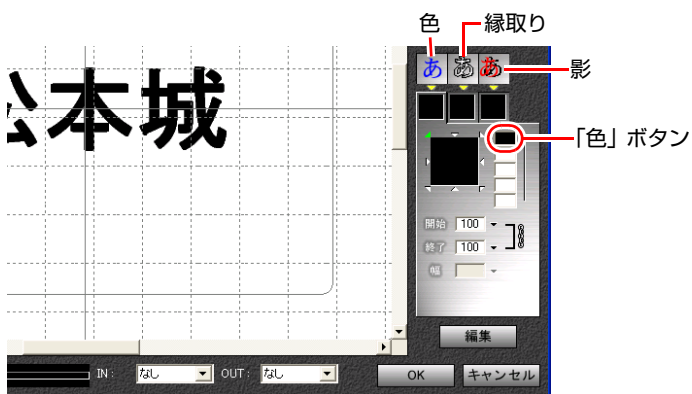 色
縁取り
影
あ
あ
あ
松本城
「色」ボタン
開始 100
終了 100
幅
編集
IN: なし OUT: なし
OK キャンセル